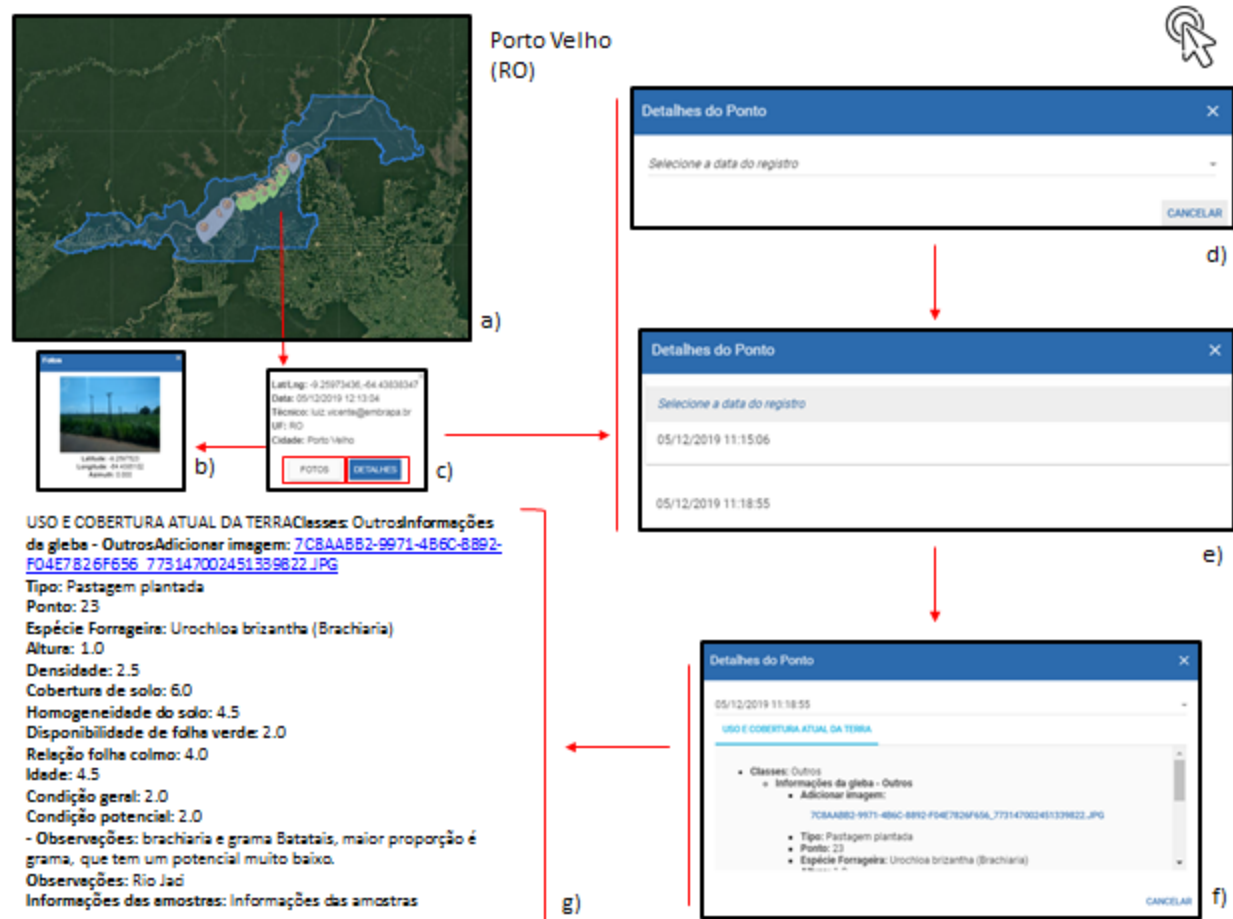 Porto Velho
(RO)
a)
Detalhes do Ponto
Selecione a data do registro
CANCELAR
d)
Fotos
Azimuth: 0.000
b)
Lat/Lng: -9.25973436,-64.43838347
Data: 05/12/2019 12:13:04
Técnico: luiz.vicente@embrapa.br
UF: RO
Cidade: Porto Velho
FOTOS DETALHES
c)
Detalhes do Ponto
Selecione a data do registro
05/12/2019 11:15:06
05/12/2019 11:18:55
e)
USO E COBERTURA ATUAL DA TERRAClasses: OutrosInformações
da gleba - OutrosAdicionar imagem: 7C8AABB2-9971-4B6C-8892-
F04E7826F656_773147002451339822.JPG
Tipo: Pastagem plantada
Ponto: 23
Espécie Forrageira: Urochloa brizantha (Brachiaria)
Altura: 1.0
Densidade: 2.5
Cobertura de solo: 6.0
Homogeneidade do solo: 4.5
Disponibilidade de folha verde: 2.0
Relação folha colmo: 4.0
Idade: 4.5
Condição geral: 2.0
Condição potencial: 2.0
- Observações: brachiaria e grama Batatais, maior proporção é
grama, que tem um potencial muito baixo.
Observações: Rio Jaci
Informações das amostras: Informações das amostras
g)
Detalhes do Ponto
05/12/2019 11:18:55
USO E COBERTURA ATUAL DA TERRA
Classes: Outros
Informações da gleba - Outros
Adicionar imagem:
7C8AABB2-9971-4B6C-8892-F04E7826F656_773147002451339822.JPG
Tipo: Pastagem plantada
Ponto: 23
Espécie Forrageira: Urochloa brizantha (Brachiaria)
CANCELAR
f)